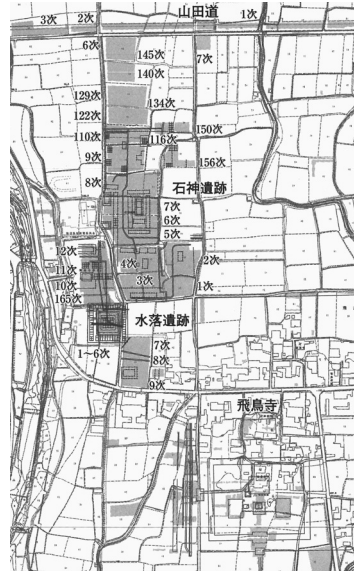 山田道
3次
2次
1次
6次
145次
7次
140次
129次
134次
122次
110次
116次
150次
9次
156次
8次
石神遺跡
7次
6次
5次
12次
4次
2次
11次
3次
10次
1次
165次
水落遺跡
1〜6次
7次
8次
9次
飛鳥寺